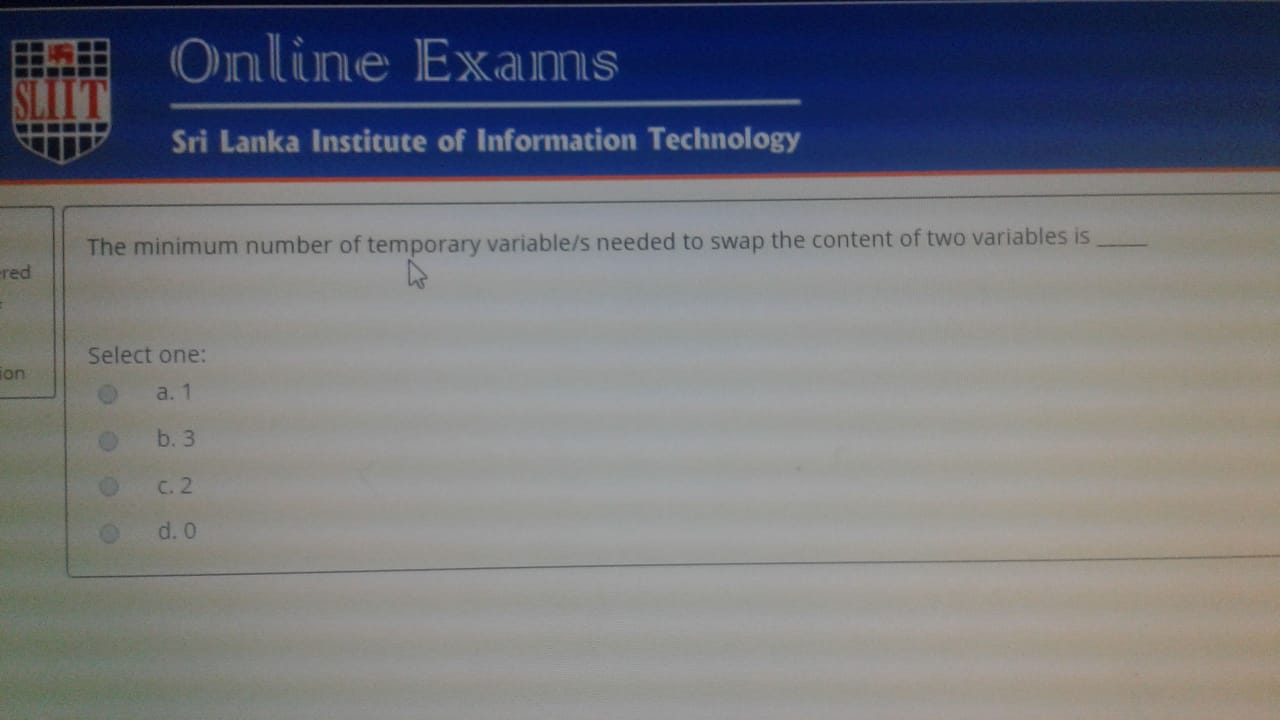 SLIIT
Online Exams
Sri Lanka Institute of Information Technology
The minimum number of temporary variable/s needed to swap the content of two variables is _____
red
Select one:
ion
a. 1
b. 3
c. 2
d. 0